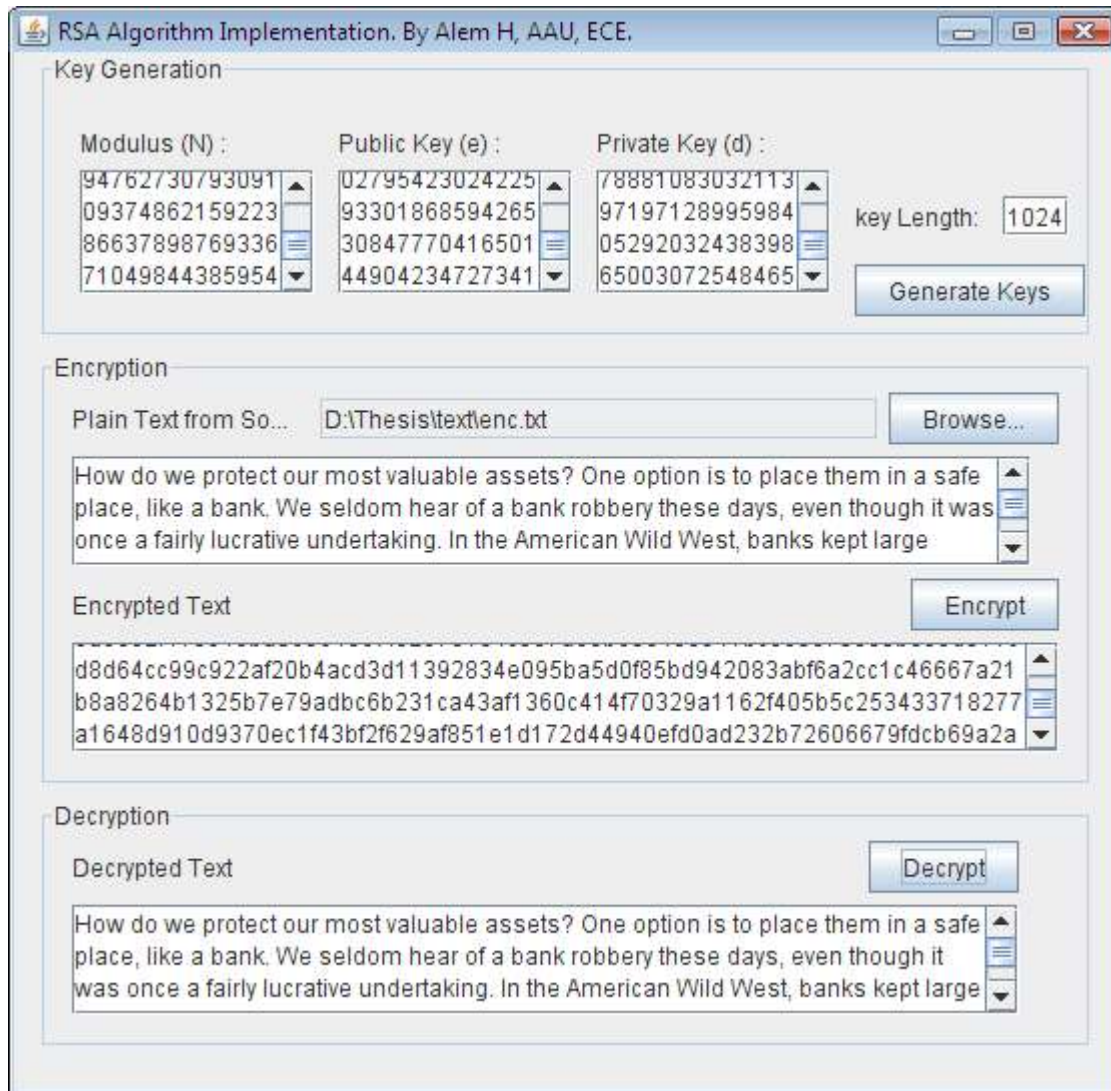 RSA Algorithm Implementation. By Alem H, AAU, ECE.
Key Generation
Modulus (N) :
Public Key (e) :
Private Key (d) :
94762730793091
09374862159223
86637898769336
71049844385954
02795423024225
93301868594265
30847770416501
44904234727341
78881083032113
97197128995984
05292032438398
65003072548465
key Length: 1024
Generate Keys
Encryption
Plain Text from So... D:\Thesis\text\enc.txt Browse...
How do we protect our most valuable assets? One option is to place them in a safe
place, like a bank. We seldom hear of a bank robbery these days, even though it was
once a fairly lucrative undertaking. In the American Wild West, banks kept large
Encrypted Text Encrypt
d8d64cc99c922af20b4acd3d11392834e095ba5d0f85bd942083abf6a2cc1c46667a21
b8a8264b1325b7e79adbc6b231ca43af1360c414f70329a1162f405b5c253433718277
a1648d910d9370ec1f43bf2f629af851e1d172d44940efd0ad232b72606679fdcb69a2a
Decryption
Decrypted Text Decrypt
How do we protect our most valuable assets? One option is to place them in a safe
place, like a bank. We seldom hear of a bank robbery these days, even though it
was once a fairly lucrative undertaking. In the American Wild West, banks kept large